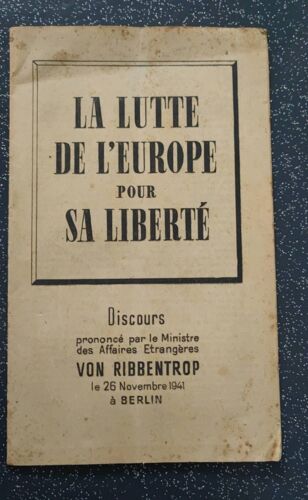 LA LUTTE
DE L'EUROPE
POUR
SA LIBERTÉ
Discours
prononcé par le Ministre
des Affaires Etrangères
VON RIBBENTROP
le 26 Novembre 1941
à BERLIN